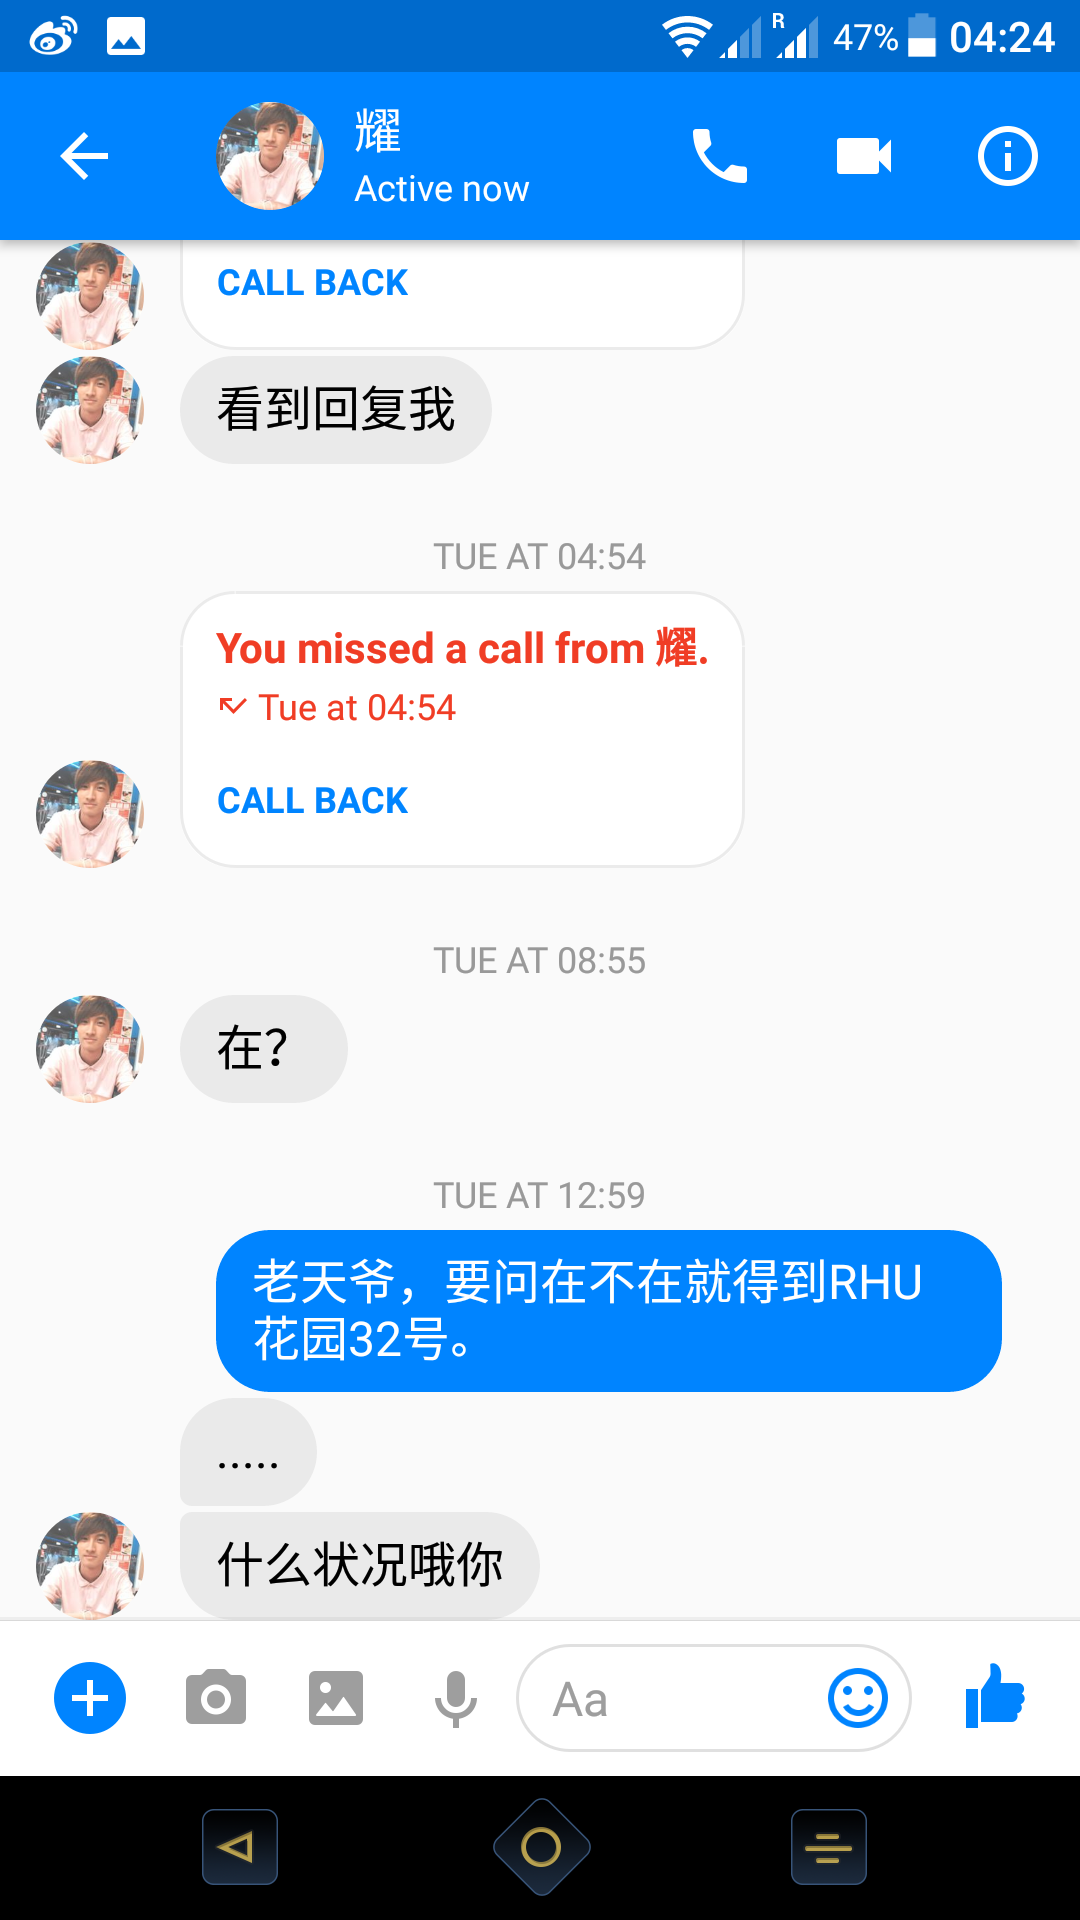 R 47% 04:24
耀
Active now
CALL BACK
看到回复我
TUE AT 04:54
You missed a call from 耀.
Tue at 04:54
CALL BACK
TUE AT 08:55
在?
TUE AT 12:59
老天爷，要问在不在就得到RHU
花园32号。
.....
什么状况哦你
Aa